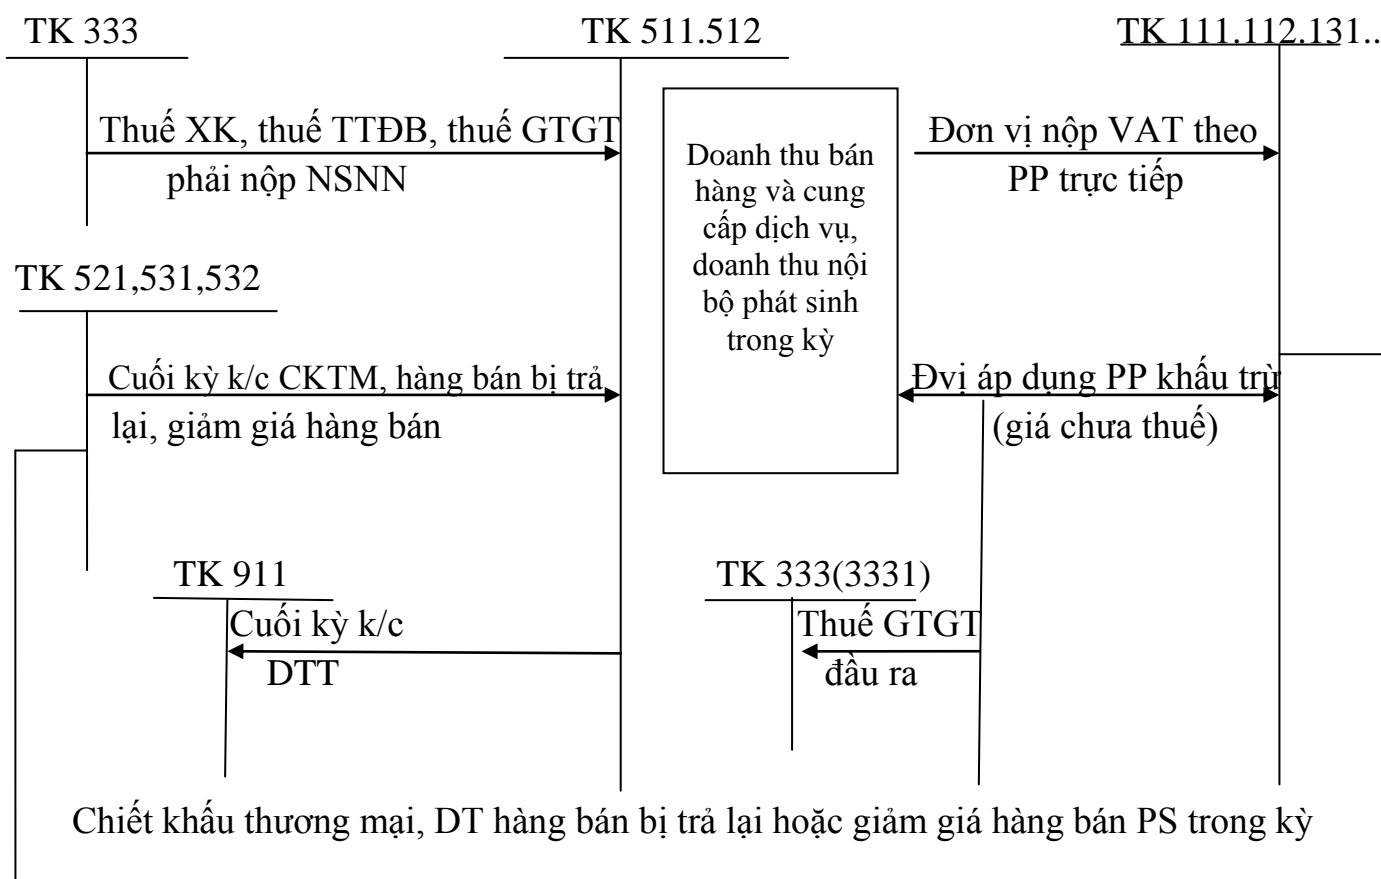 TK 333
TK 511.512
TK 111.112.131..
Thuế XK, thuế TTĐB, thuế GTGT
phải nộp NSNN
Doanh thu bán
hàng và cung
cấp dịch vụ,
doanh thu nội
bộ phát sinh
trong kỳ
Đơn vị nộp VAT theo
PP trực tiếp
TK 521,531,532
Cuối kỳ k/c CKTM, hàng bán bị trả
lại, giảm giá hàng bán
Đvị áp dụng PP khấu trừ
(giá chưa thuế)
TK 911
Cuối kỳ k/c
DTT
TK 333(3331)
Thuế GTGT
đầu ra
Chiết khấu thương mại, DT hàng bán bị trả lại hoặc giảm giá hàng bán PS trong kỳ